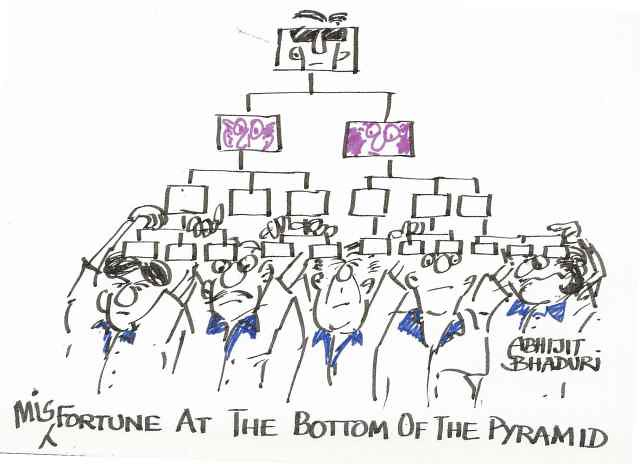 ABHIJIT
BHADURI
MISFORTUNE AT THE BOTTOM OF THE PYRAMID